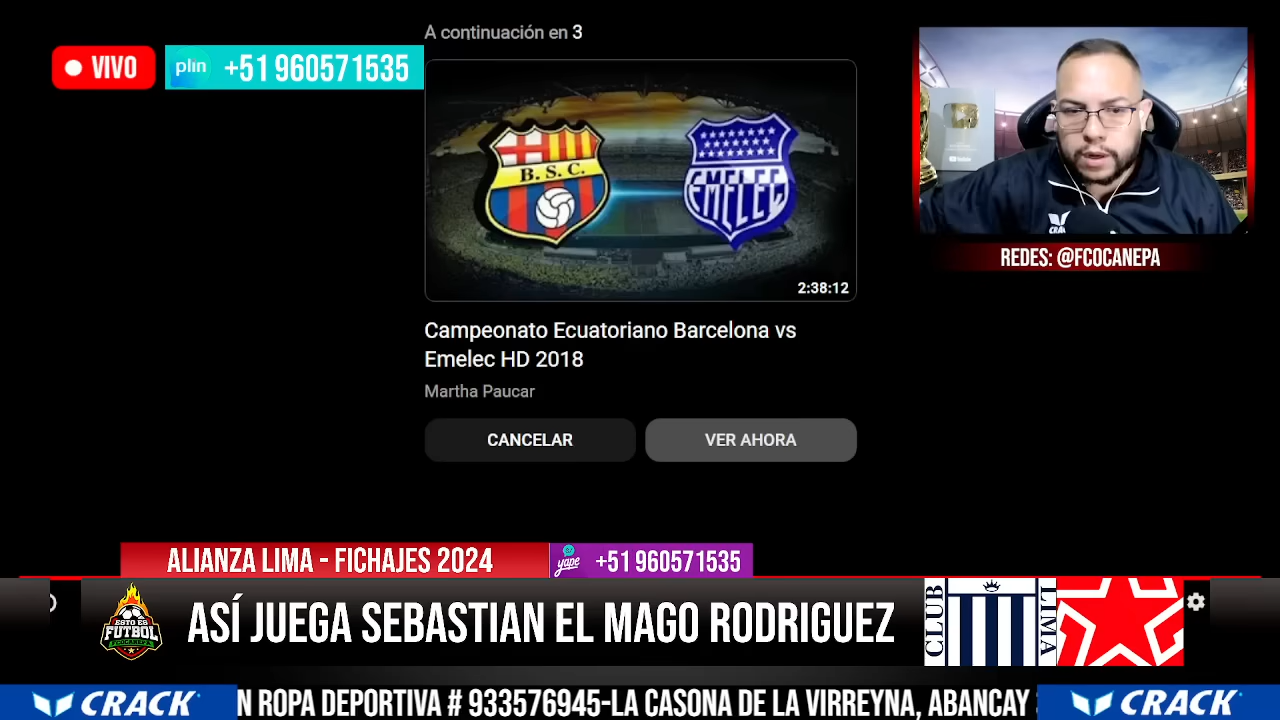 A continuación en 3
VIVO
plin
+51 960571535
B. S. C.
EMELEC
2:38:12
CRACK
REDES: @FCOCANEPA
Campeonato Ecuatoriano Barcelona vs
Emelec HD 2018
Martha Paucar
CANCELAR
VER AHORA
ALIANZA LIMA - FICHAJES 2024
yape
+51 960571535
ESTO ES
FUTBOL
FCOCANEPA
ASÍ JUEGA SEBASTIAN EL MAGO RODRIGUEZ
CLUB
LIMA
CRACK
N ROPA DEPORTIVA # 933576945-LA CASONA DE LA VIRREYNA, ABANCAY
CRACK